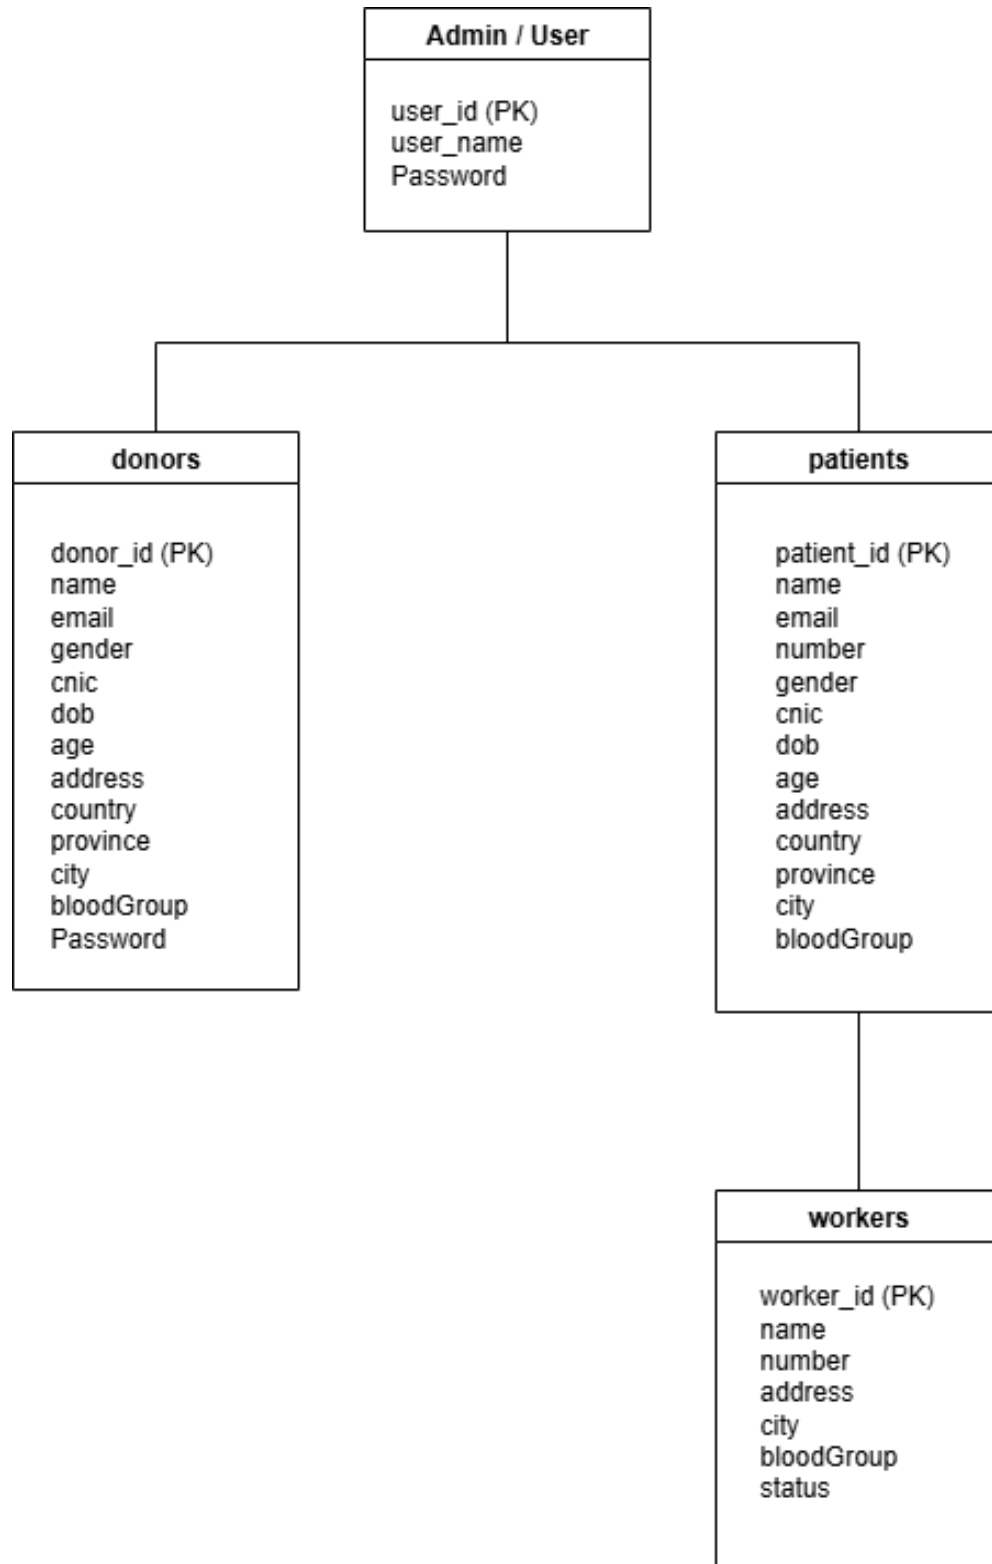 Admin / User
user_id (PK)
user_name
Password
donors
donor_id (PK)
name
email
gender
cnic
dob
age
address
country
province
city
bloodGroup
Password
patients
patient_id (PK)
name
email
number
gender
cnic
dob
age
address
country
province
city
bloodGroup
workers
worker_id (PK)
name
number
address
city
bloodGroup
status